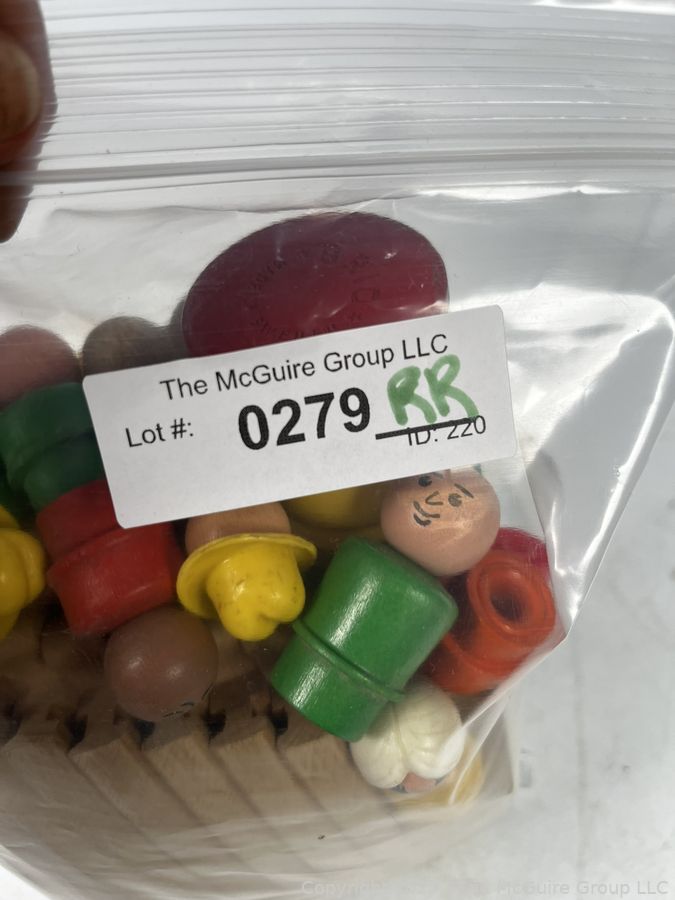 The McGuire Group LLC
Lot #: 0279 RR
ID: 220
McGuire Group LLC